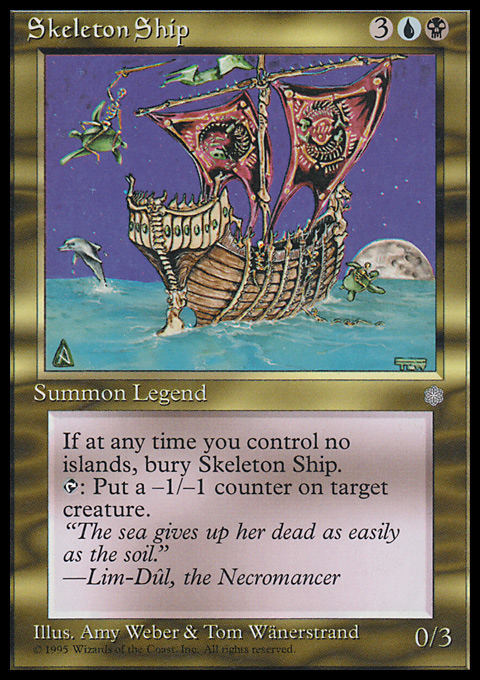 Skeleton Ship 3
TCW
Summon Legend
If at any time you control no
islands, bury Skeleton Ship.
: Put a –1/–1 counter on target
creature.
“The sea gives up her dead as easily
as the soil.”
—Lim-Dûl, the Necromancer
Illus. Amy Weber & Tom Wänerstrand
0/3
© 1995 Wizards of the Coast, Inc. All rights reserved.